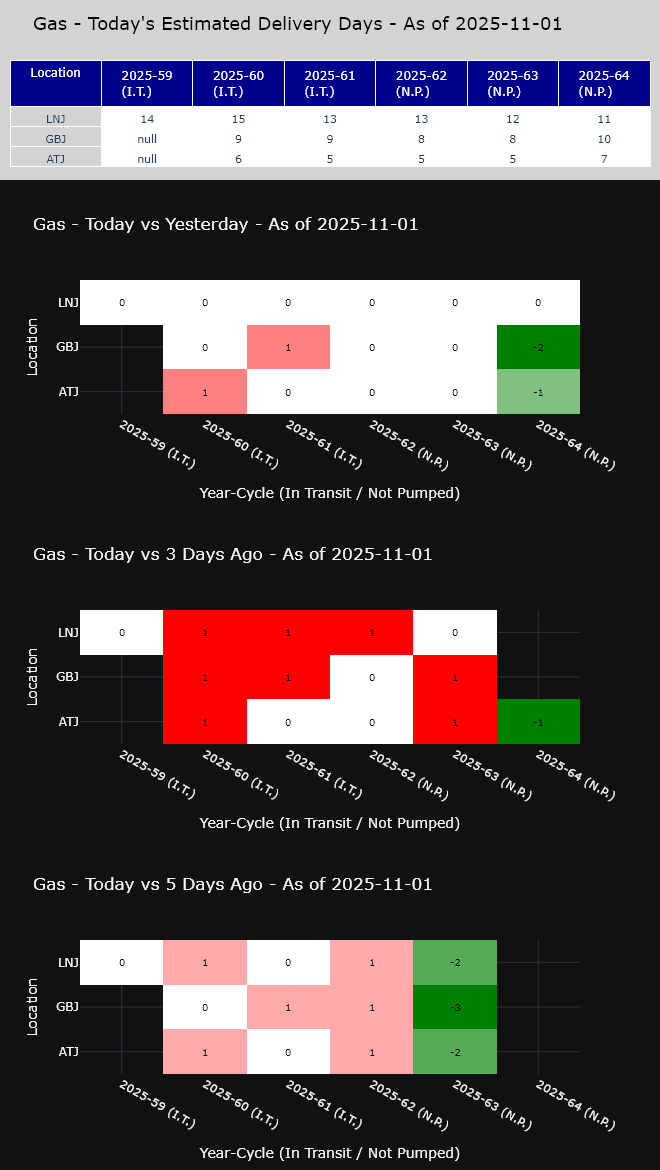 Gas - Today's Estimated Delivery Days - As of 2025-11-01
Location 2025-59 (I.T.) 2025-60 (I.T.) 2025-61 (I.T.) 2025-62 (N.P.) 2025-63 (N.P.) 2025-64 (N.P.)
LNJ 14 15 13 13 12 11
GBJ null 9 9 8 8 10
ATJ null 6 5 5 5 7
Gas - Today vs Yesterday - As of 2025-11-01
Location
LNJ 0 0 0 0 0 0
GBJ 0 1 0 0 -2
ATJ 1 0 0 0 -1
2025-59 (I.T.) 2025-60 (I.T.) 2025-61 (I.T.) 2025-62 (N.P.) 2025-63 (N.P.) 2025-64 (N.P.)
Year-Cycle (In Transit / Not Pumped)
Gas - Today vs 3 Days Ago - As of 2025-11-01
Location
LNJ 0 1 1 1 0
GBJ 1 1 0 1
ATJ 1 0 0 1 -1
2025-59 (I.T.) 2025-60 (I.T.) 2025-61 (I.T.) 2025-62 (N.P.) 2025-63 (N.P.) 2025-64 (N.P.)
Year-Cycle (In Transit / Not Pumped)
Gas - Today vs 5 Days Ago - As of 2025-11-01
Location
LNJ 0 1 0 1 -2
GBJ 0 1 1 -3
ATJ 1 0 1 -2
2025-59 (I.T.) 2025-60 (I.T.) 2025-61 (I.T.) 2025-62 (N.P.) 2025-63 (N.P.) 2025-64 (N.P.)
Year-Cycle (In Transit / Not Pumped)